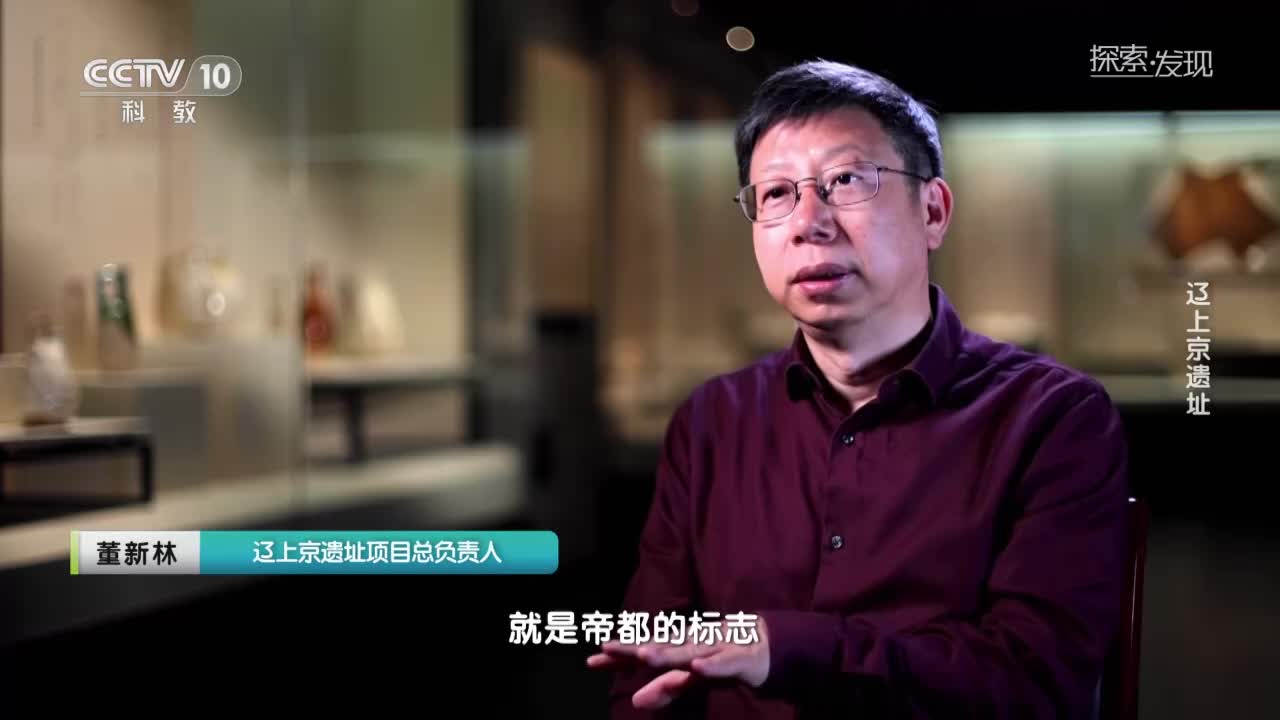 CCTV 10
科 教
探索·发现
辽上京遗址
董新林
辽上京遗址项目总负责人
就是帝都的标志